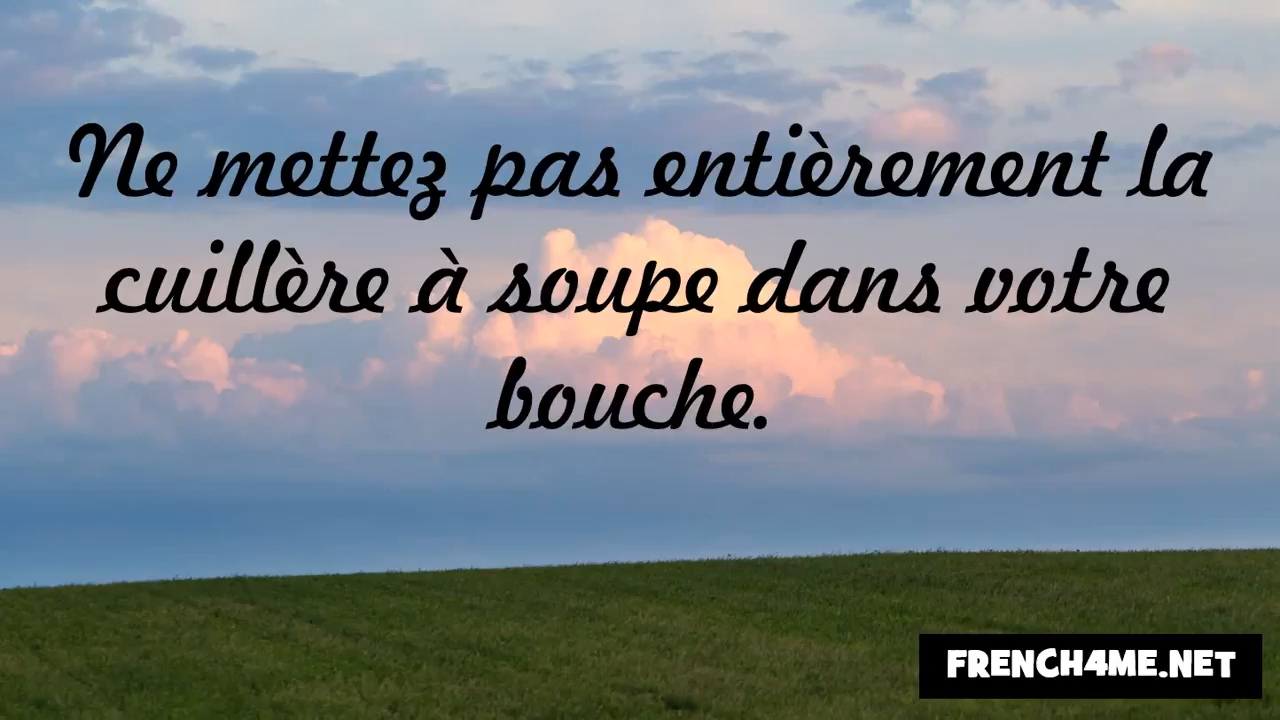 Ne mettez pas entièrement la
cuillère à soupe dans votre
bouche.
FRENCH4ME.NET